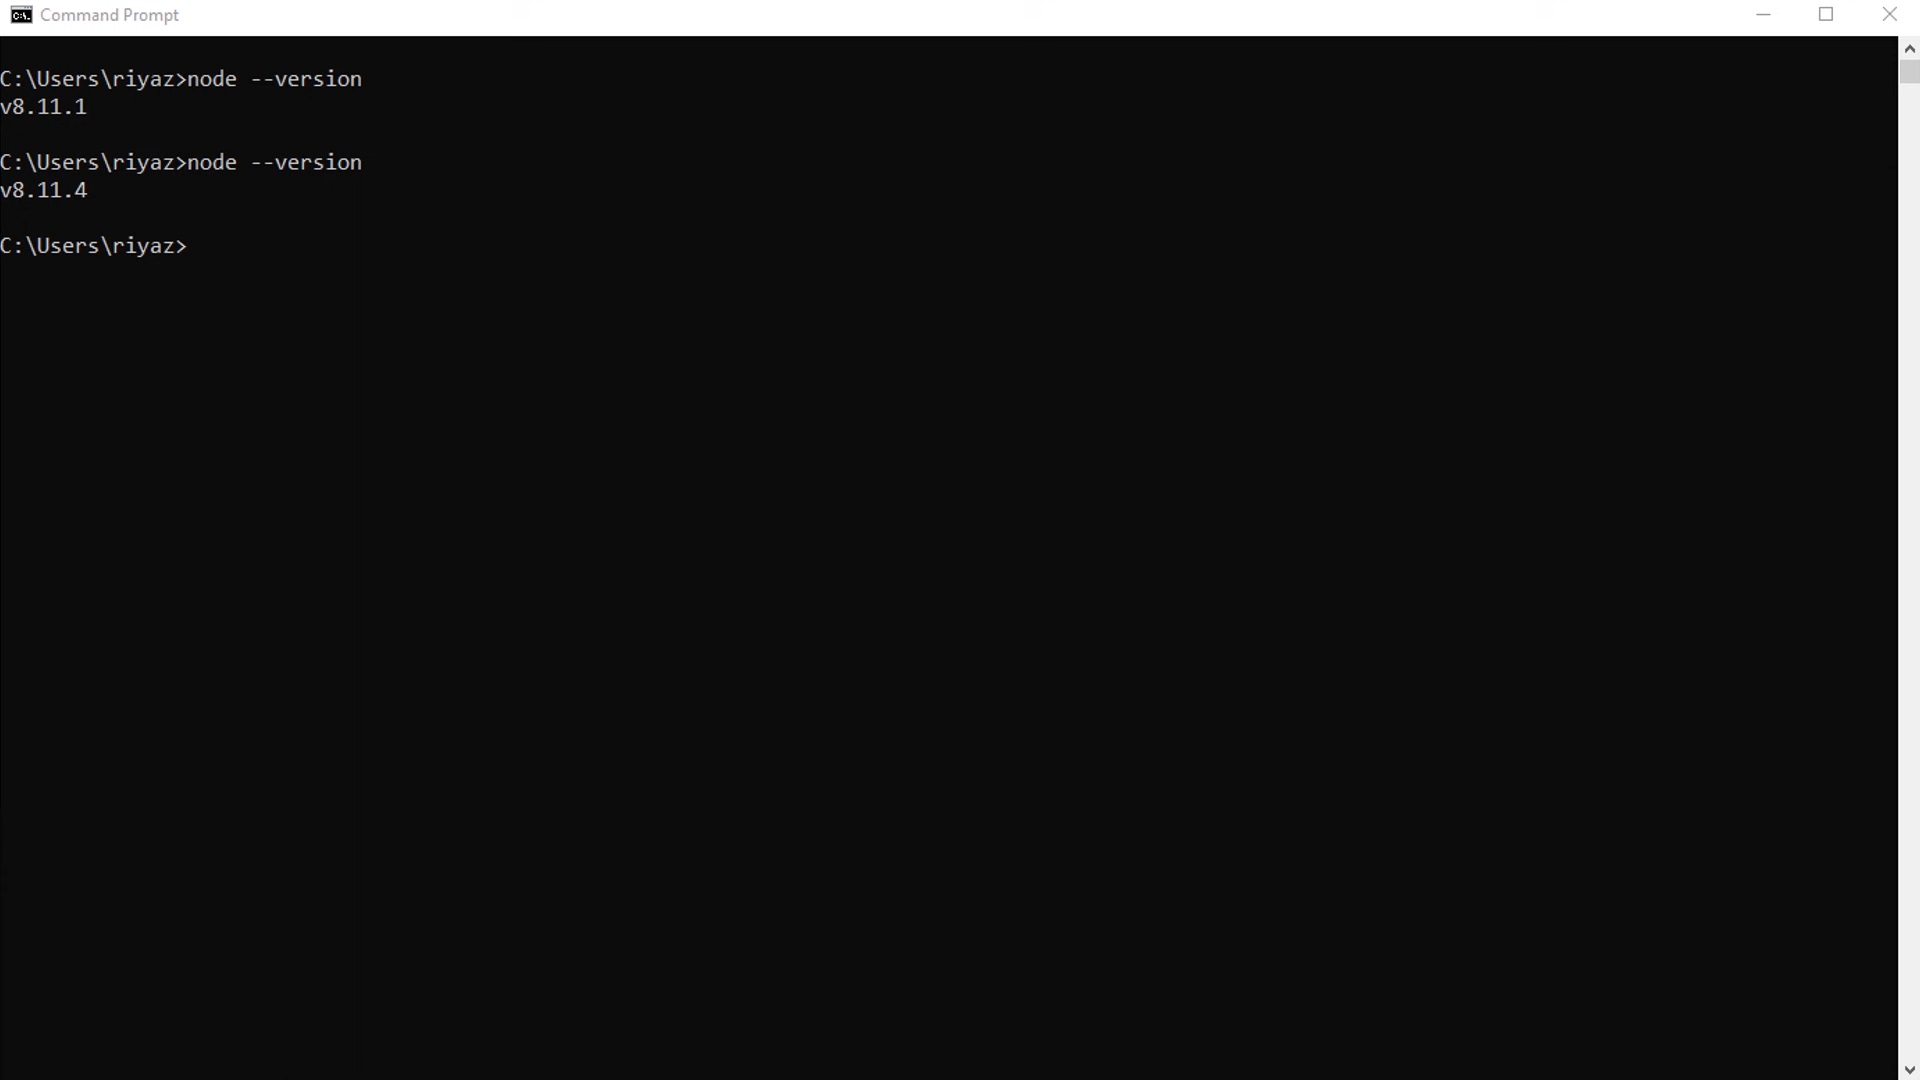 Command Prompt
C:\Users\riyaz>node --version
v8.11.1
C:\Users\riyaz>node --version
v8.11.4
C:\Users\riyaz>